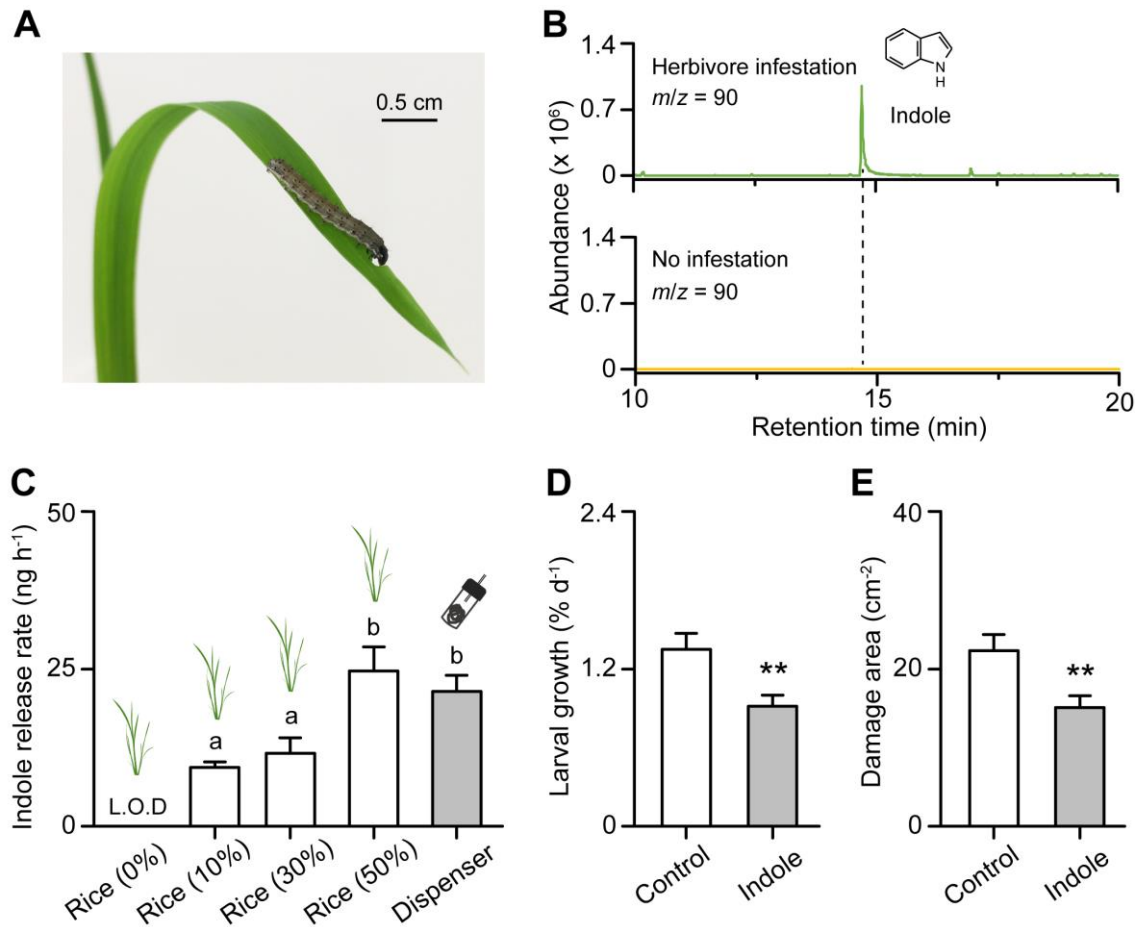 A
0.5 cm
B
Abundance (x 10⁶)
1.4
0.7
0
Herbivore infestation
m/z = 90
N
H
Indole
1.4
0.7
0
No infestation
m/z = 90
10
15
20
Retention time (min)
C
Indole release rate (ng h⁻¹)
50
25
0
L.O.D
a
a
b
b
Rice (0%)
Rice (10%)
Rice (30%)
Rice (50%)
Dispenser
D
Larval growth (% d⁻¹)
2.4
1.2
0
**
Control
Indole
E
Damage area (cm⁻²)
40
20
0
**
Control
Indole